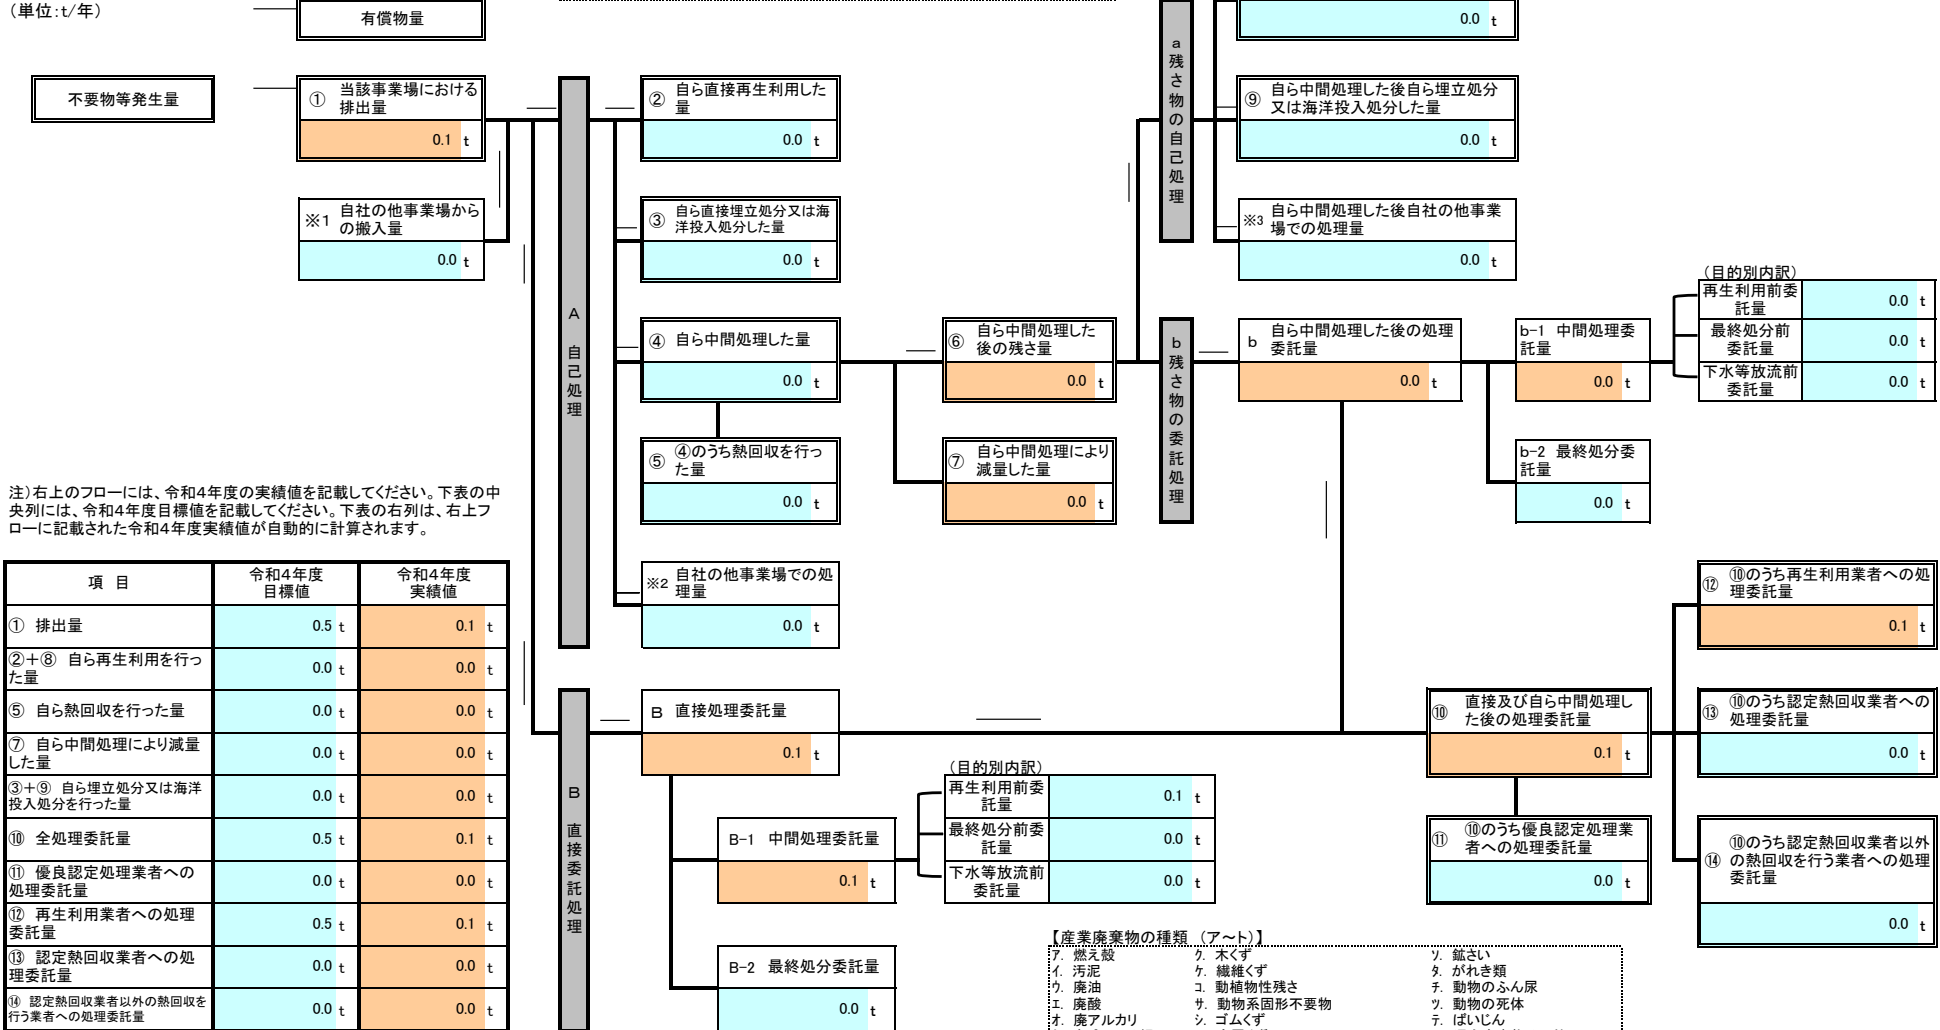 （単位：t/年）
有償物量
0.0 t
不要物等発生量
① 当該事業場における
排出量
0.1 t
※1 自社の他事業場から
の搬入量
0.0 t
A 自己処理
② 自ら直接再生利用した
量
0.0 t
③ 自ら直接埋立処分又は海
洋投入処分した量
0.0 t
④ 自ら中間処理した量
0.0 t
⑤ ④のうち熱回収を行っ
た量
0.0 t
※2 自社の他事業場での処
理量
0.0 t
⑥ 自ら中間処理した
後の残さ量
0.0 t
⑦ 自ら中間処理により
減量した量
0.0 t
a 残さ物の自己処理
⑨ 自ら中間処理した後自ら埋立処分
又は海洋投入処分した量
0.0 t
※3 自ら中間処理した後自社の他事業
場での処理量
0.0 t
b 残さ物の委託処理
b 自ら中間処理した後の処理
委託量
0.0 t
b-1 中間処理委
託量
0.0 t
b-2 最終処分委
託量
0.0 t
（目的別内訳）
再生利用前委
託量
0.0 t
最終処分前
委託量
0.0 t
下水等放流前
委託量
0.0 t
注）右上のフローには、令和４年度の実績値を記載してください。下表の中
央列には、令和４年度目標値を記載してください。下表の右列は、右上フ
ローに記載された令和４年度実績値が自動的に計算されます。
項 目 令和４年度 目標値 令和４年度 実績値
① 排出量 0.5 t 0.1 t
②＋⑧ 自ら再生利用を行っ
た量 0.0 t 0.0 t
⑤ 自ら熱回収を行った量 0.0 t 0.0 t
⑦ 自ら中間処理により減量
した量 0.0 t 0.0 t
③＋⑨ 自ら埋立処分又は海洋
投入処分を行った量 0.0 t 0.0 t
⑩ 全処理委託量 0.5 t 0.1 t
⑪ 優良認定処理業者への
処理委託量 0.0 t 0.0 t
⑫ 再生利用業者への処理
委託量 0.5 t 0.1 t
⑬ 認定熱回収業者への処
理委託量 0.0 t 0.0 t
⑭ 認定熱回収業者以外の熱回収を
行う業者への処理委託量 0.0 t 0.0 t
B 直接委託処理
B 直接処理委託量
0.1 t
B-1 中間処理委託量
0.1 t
B-2 最終処分委託量
0.0 t
（目的別内訳）
再生利用前委
託量
0.1 t
最終処分前委
託量
0.0 t
下水等放流前
委託量
0.0 t
⑩ 直接及び自ら中間処理し
た後の処理委託量
0.1 t
⑪ ⑩のうち優良認定処理業
者への処理委託量
0.0 t
⑫ ⑩のうち再生利用業者への処
理委託量
0.1 t
⑬ ⑩のうち認定熱回収業者への
処理委託量
0.0 t
⑭ ⑩のうち認定熱回収業者以外
の熱回収を行う業者への処理
委託量
0.0 t
【産業廃棄物の種類 （ア～ト）】
ア. 燃え殻 ク. 木くず ソ. 鉱さい
イ. 汚泥 ケ. 繊維くず タ. がれき類
ウ. 廃油 コ. 動植物性残さ チ. 動物のふん尿
エ. 廃酸 サ. 動物系固形不要物 ツ. 動物の死体
オ. 廃アルカリ シ. ゴムくず テ. ばいじん